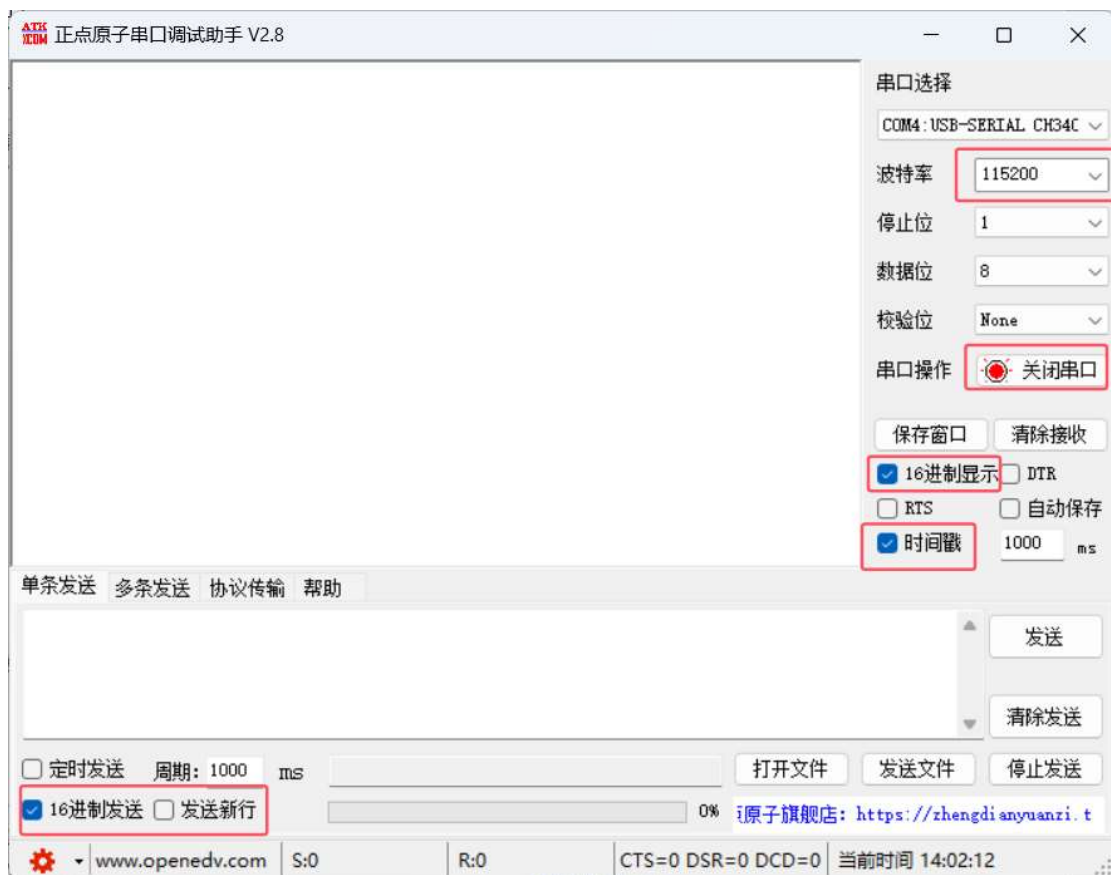 ATK XCOM 正点原子串口调试助手 V2.8
串口选择
COM4:USB-SERIAL CH34C
波特率 115200
停止位 1
数据位 8
校验位 None
串口操作 关闭串口
保存窗口 清除接收
16进制显示 DTR
RTS 自动保存
时间戳 1000 ms
单条发送 多条发送 协议传输 帮助
发送
清除发送
定时发送 周期: 1000 ms 打开文件 发送文件 停止发送
16进制发送 发送新行 0% 原子旗舰店: https://zhengdianyuanzi.t
www.openedv.com S:0 R:0 CTS=0 DSR=0 DCD=0 当前时间 14:02:12